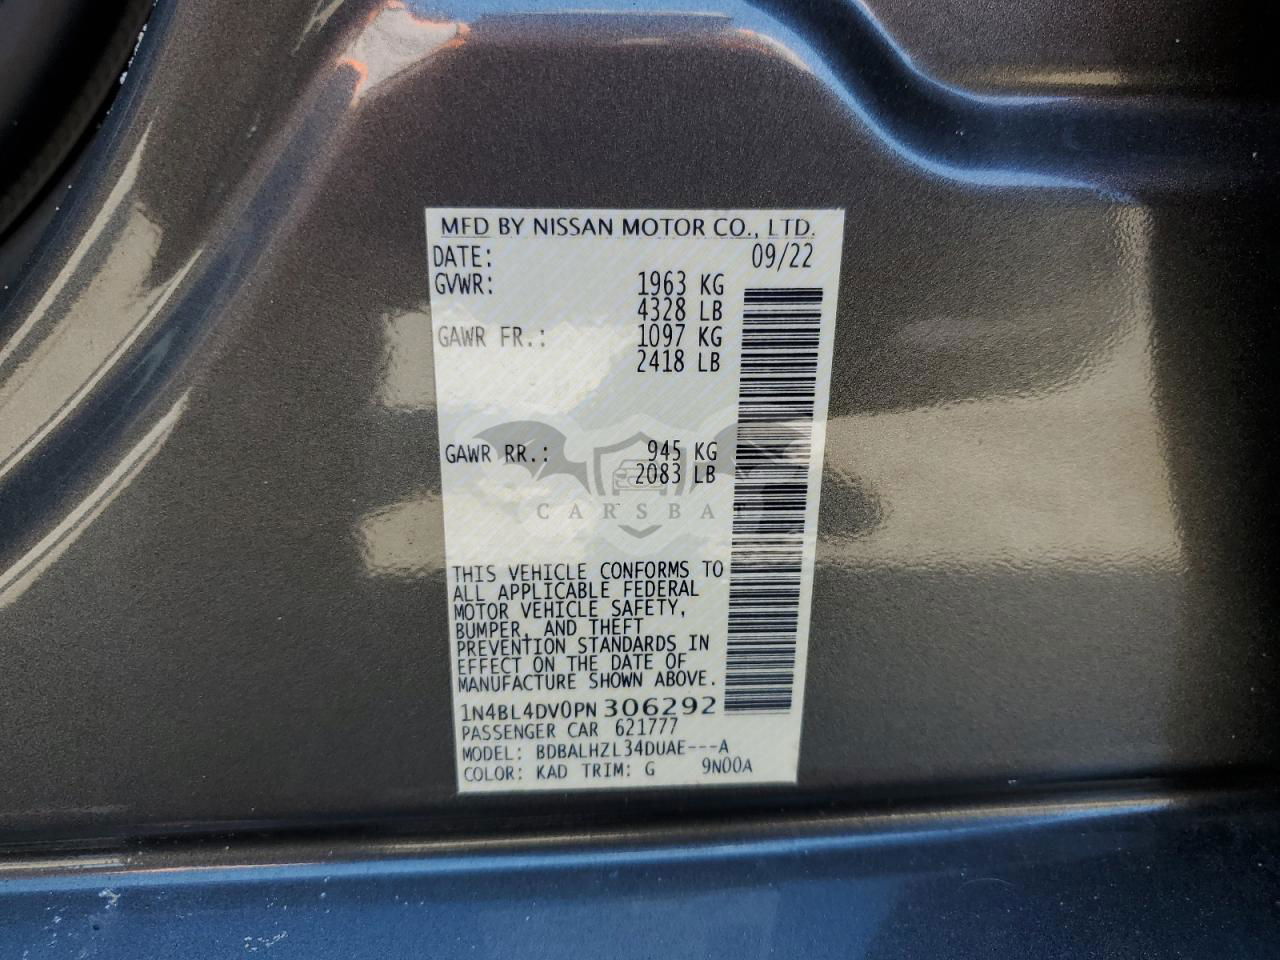 MFD BY NISSAN MOTOR CO., LTD.
DATE: 09/22
GVWR: 1963 KG
4328 LB
GAWR FR.: 1097 KG
2418 LB
GAWR RR.: 945 KG
2083 LB
CARSBA
THIS VEHICLE CONFORMS TO
ALL APPLICABLE FEDERAL
MOTOR VEHICLE SAFETY,
BUMPER, AND THEFT
PREVENTION STANDARDS IN
EFFECT ON THE DATE OF
MANUFACTURE SHOWN ABOVE.
1N4BL4DV0PN306292
PASSENGER CAR 621777
MODEL: BDBALHZL34DUAE---A
COLOR: KAD TRIM: G 9N00A